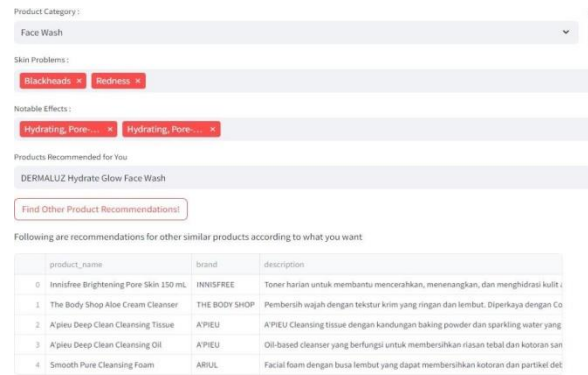 Product Category :
Face Wash
Skin Problems :
Blackheads ×
Redness ×
Notable Effects :
Hydrating, Pore-... ×
Hydrating, Pore-... ×
Products Recommended for You
DERMALUZ Hydrate Glow Face Wash
Find Other Product Recommendations!
Following are recommendations for other similar products according to what you want
product_name brand description
0 Innisfree Brightening Pore Skin 150 mL INNISFREE Toner harian untuk membantu mencerahkan, menenangkan, dan menghidrasi kulit
1 The Body Shop Aloe Cream Cleanser THE BODY SHOP Pembersih wajah dengan tekstur krim yang ringan dan lembut. Diperkaya dengan Co
2 A'pieu Deep Clean Cleansing Tissue A'PIEU A'PIEU Cleansing tissue dengan kandungan baking powder dan sparkling water yang
3 A'pieu Deep Clean Cleansing Oil A'PIEU Oil-based cleanser yang berfungsi untuk membersihkan riasan tebal dan kotoran san
4 Smooth Pure Cleansing Foam ARIUL Facial foam dengan busa lembut yang dapat membersihkan kotoran dan partikel deb